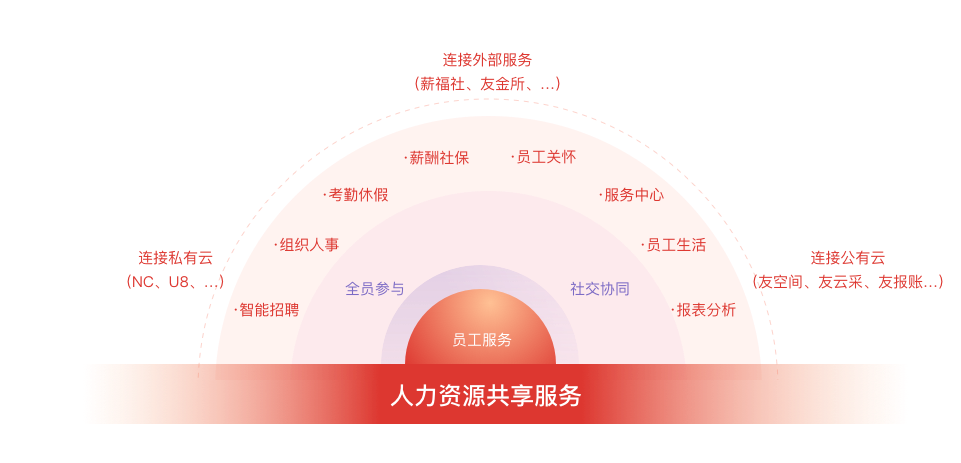 连接外部服务
(薪福社、友金所、...)
·薪酬社保
·员工关怀
·考勤休假
·服务中心
·组织人事
·员工生活
连接私有云
(NC、U8、...)
连接公有云
(友空间、友云采、友报账...)
全员参与
社交协同
·智能招聘
·报表分析
员工服务
人力资源共享服务